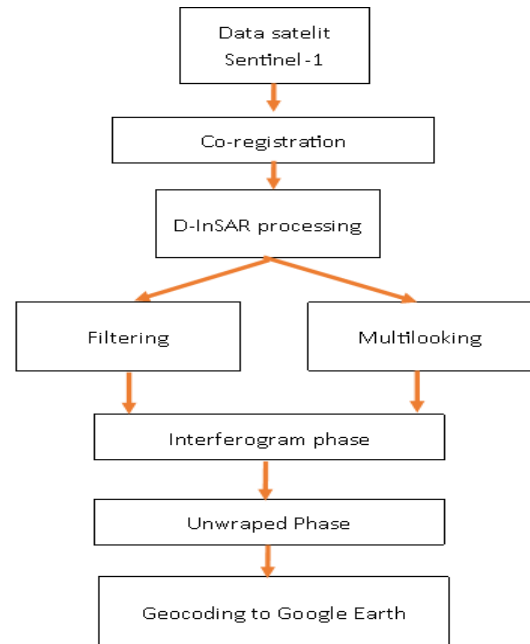 Data satelit
Sentinel-1
Co-registration
D-InSAR processing
Filtering
Multilooking
Interferogram phase
Unwraped Phase
Geocoding to Google Earth